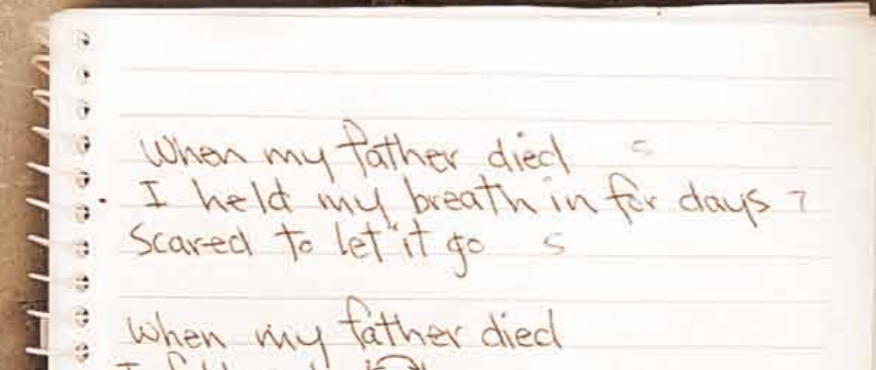 When my father died 5
I held my breath in for days 7
Scared to let it go 5
When my father died
I